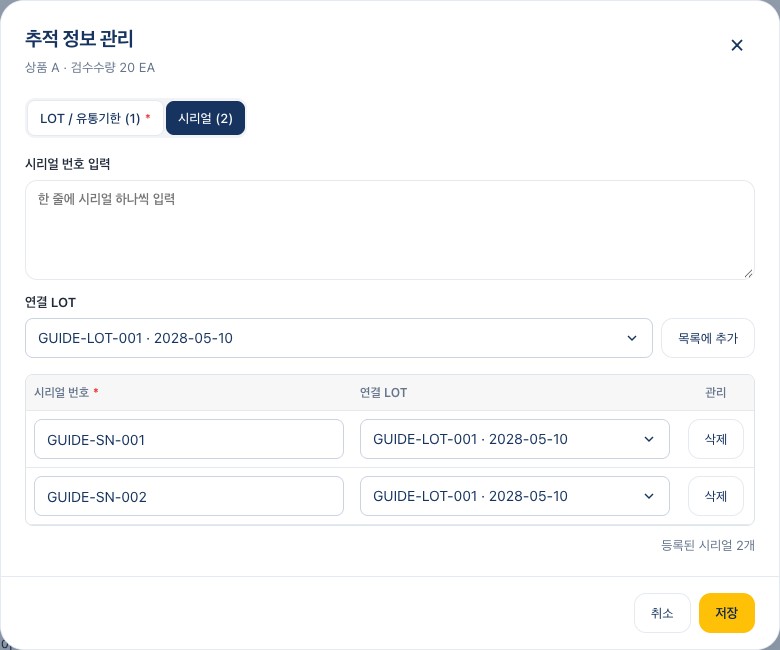 추적 정보 관리
상품 A · 검수수량 20 EA
LOT / 유통기한 (1) * 시리얼 (2)
시리얼 번호 입력
한 줄에 시리얼 하나씩 입력
연결 LOT
GUIDE-LOT-001 · 2028-05-10 목록에 추가
시리얼 번호 * 연결 LOT 관리
GUIDE-SN-001 GUIDE-LOT-001 · 2028-05-10 삭제
GUIDE-SN-002 GUIDE-LOT-001 · 2028-05-10 삭제
등록된 시리얼 2개
취소 저장